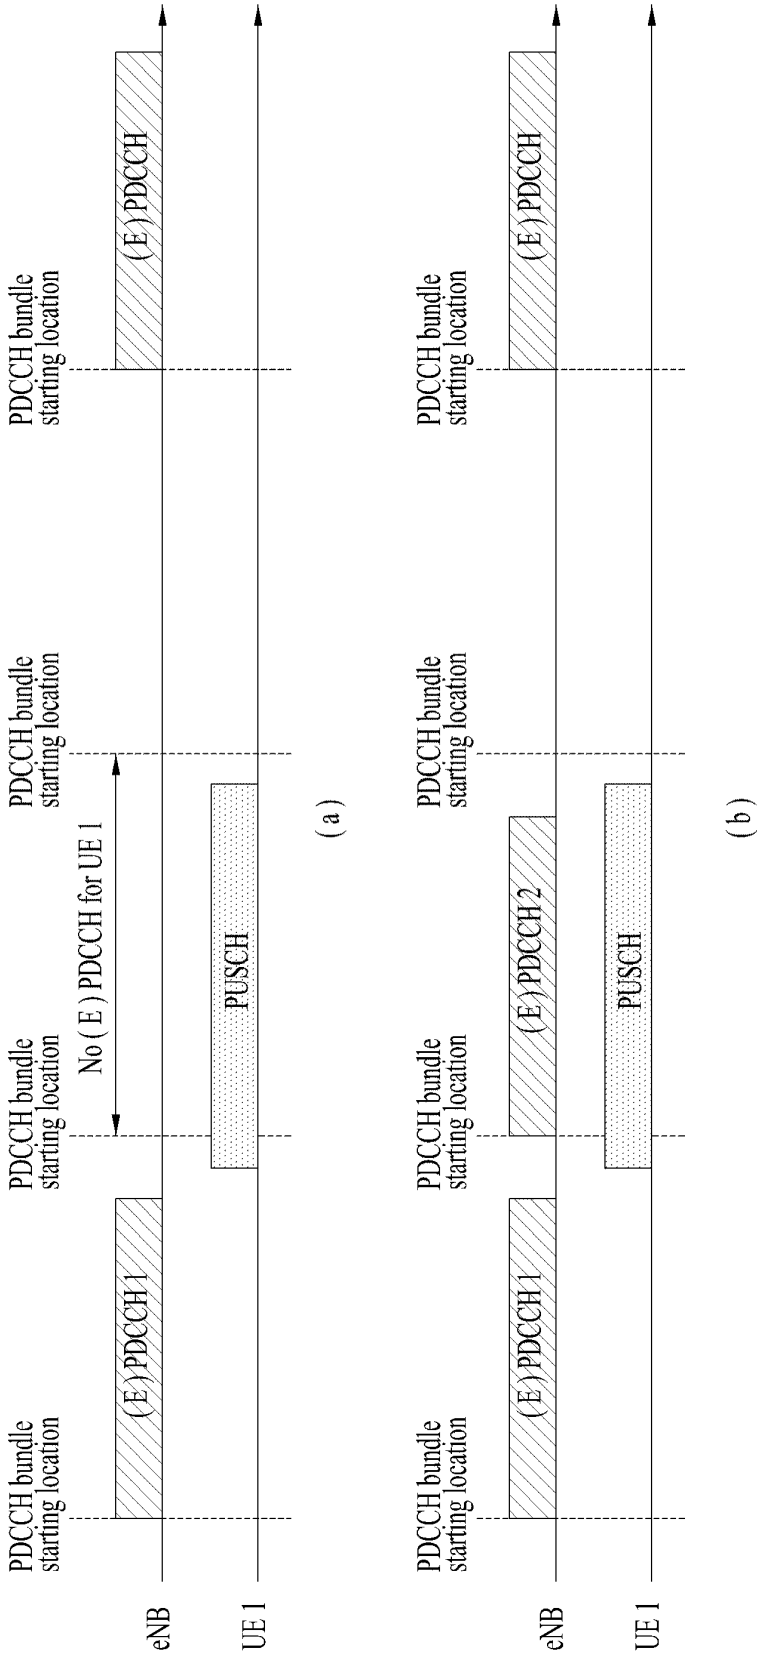 PDCCH bundle
starting location
PDCCH bundle
starting location
PDCCH bundle
starting location
PDCCH bundle
starting location
No ( E ) PDCCH for UE 1
eNB
( E ) PDCCH 1
( E ) PDCCH
UE 1
PUSCH
( a )
PDCCH bundle
starting location
PDCCH bundle
starting location
PDCCH bundle
starting location
PDCCH bundle
starting location
eNB
( E ) PDCCH 1
( E ) PDCCH 2
( E ) PDCCH
UE 1
PUSCH
( b )